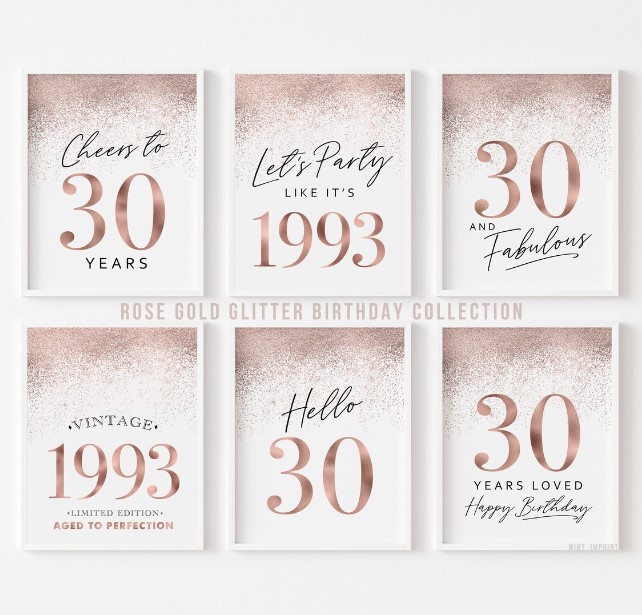 Cheers to
30
YEARS
Let's Party
LIKE IT'S
1993
30
AND
Fabulous
ROSE GOLD GLITTER BIRTHDAY COLLECTION
VINTAGE
1993
•LIMITED EDITION•
AGED TO PERFECTION
Hello
30
30
YEARS LOVED
Happy Birthday
MINT IMPRINT